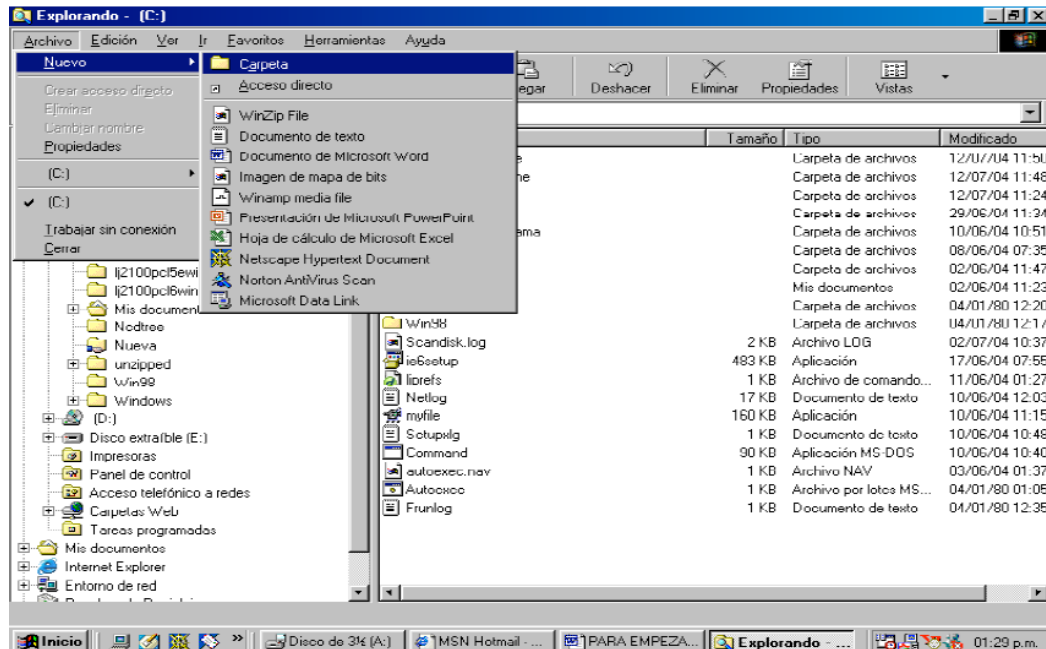 Explorando - (C:)
Archivo Edición Ver Ir Favoritos Herramientas Ayuda
Nuevo
Crear acceso directo
Eliminar
Cambiar nombre
Propiedades
(C:)
(C:)
Trabajar sin conexión
Cerrar
Carpeta
Acceso directo
WinZip File
Documento de texto
Documento de Microsoft Word
Imagen de mapa de bits
Winamp media file
Presentación de Microsoft PowerPoint
Hoja de cálculo de Microsoft Excel
Netscape Hypertext Document
Norton AntiVirus Scan
Microsoft Data Link
egar Deshacer Eliminar Propiedades Vistas
Tamaño Tipo Modificado
Carpeta de archivos 12/07/04 11:50
Carpeta de archivos 12/07/04 11:48
Carpeta de archivos 12/07/04 11:24
Carpeta de archivos 29/06/04 11:34
ama Carpeta de archivos 10/06/04 10:51
Carpeta de archivos 08/06/04 07:35
Carpeta de archivos 02/06/04 11:47
Mis documentos 02/06/04 11:23
Carpeta de archivos 04/01/80 12:20
Win98 Carpeta de archivos 04/01/80 12:17
Scandisk.log 2 KB Archivo LOG 02/07/04 10:37
ie6setup 483 KB Aplicación 17/06/04 07:55
liprefs 1 KB Archivo de comando... 11/06/04 01:27
Netlog 17 KB Documento de texto 10/06/04 12:03
myfile 160 KB Aplicación 10/06/04 11:15
Setupxlg 1 KB Documento de texto 10/06/04 10:48
Command 90 KB Aplicación MS-DOS 10/06/04 10:40
autoexec.nav 1 KB Archivo NAV 03/06/04 01:37
Autoexec 1 KB Archivo por lotes MS... 04/01/80 01:05
Frunlog 1 KB Documento de texto 04/01/80 12:35
lj2100pcl5ewi
lj2100pcl6win
Mis document
Nodtree
Nueva
unzipped
Win98
Windows
(D:)
Disco extraíble (E:)
Impresoras
Panel de control
Acceso telefónico a redes
Carpetas Web
Tareas programadas
Mis documentos
Internet Explorer
Entorno de red
Inicio » Disco de 3½ (A:) MSN Hotmail - ... PARA EMPEZA... Explorando - ... 01:29 p.m.